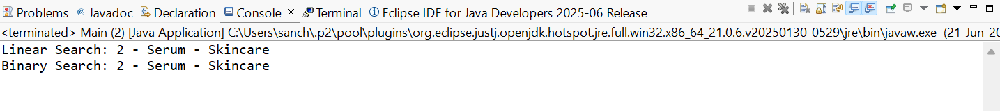 Problems Javadoc Declaration Console Terminal Eclipse IDE for Java Developers 2025-06 Release
<terminated> Main (2) [Java Application] C:\Users\sanch\.p2\pool\plugins\org.eclipse.justj.openjdk.hotspot.jre.full.win32.x86_64_21.0.6.v20250130-0529\jre\bin\javaw.exe (21-Jun-20
Linear Search: 2 - Serum - Skincare
Binary Search: 2 - Serum - Skincare